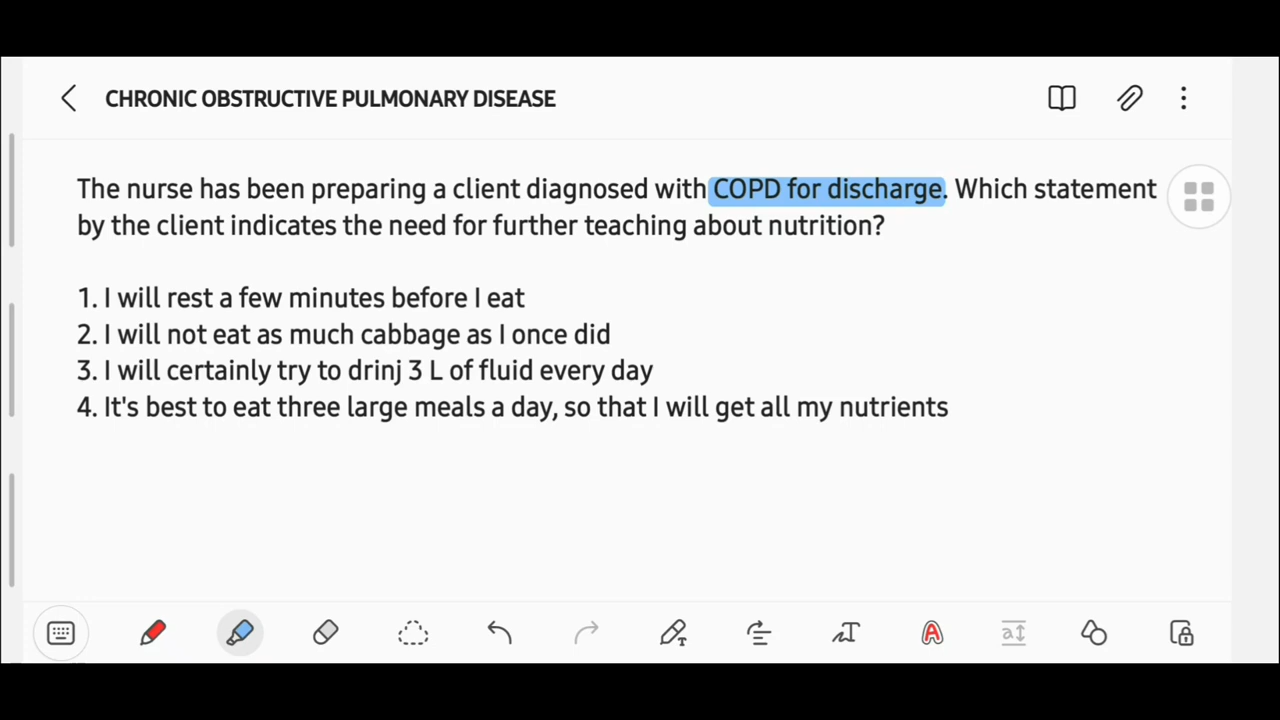 CHRONIC OBSTRUCTIVE PULMONARY DISEASE
The nurse has been preparing a client diagnosed with COPD for discharge. Which statement
by the client indicates the need for further teaching about nutrition?
1. I will rest a few minutes before I eat
2. I will not eat as much cabbage as I once did
3. I will certainly try to drinj 3 L of fluid every day
4. It's best to eat three large meals a day, so that I will get all my nutrients